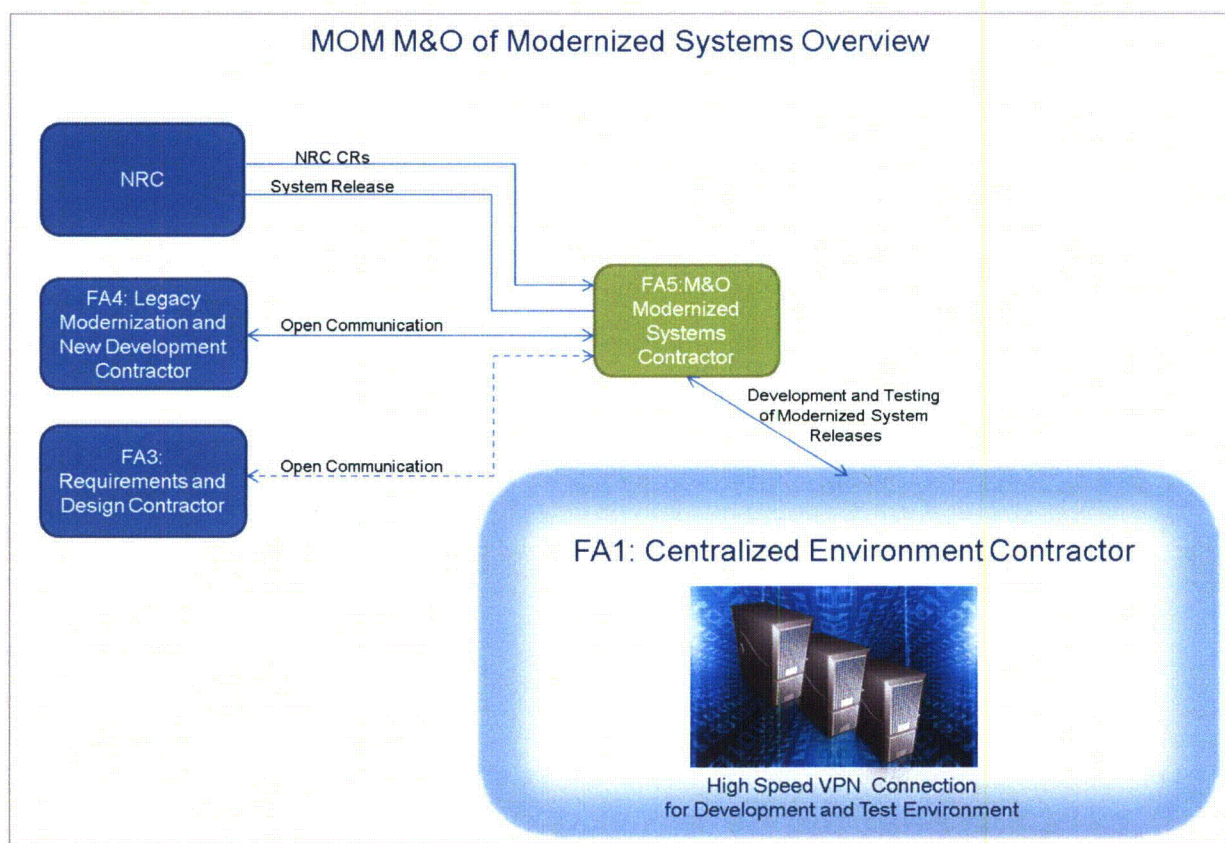 MOM M&O of Modernized Systems Overview
NRC
NRC CRs
System Release
FA4: Legacy
Modernization and
New Development
Contractor
Open Communication
FA5:M&O
Modernized
Systems
Contractor
FA3:
Requirements and
Design Contractor
Open Communication
Development and Testing
of Modernized System
Releases
FA1: Centralized Environment Contractor
High Speed VPN Connection
for Development and Test Environment